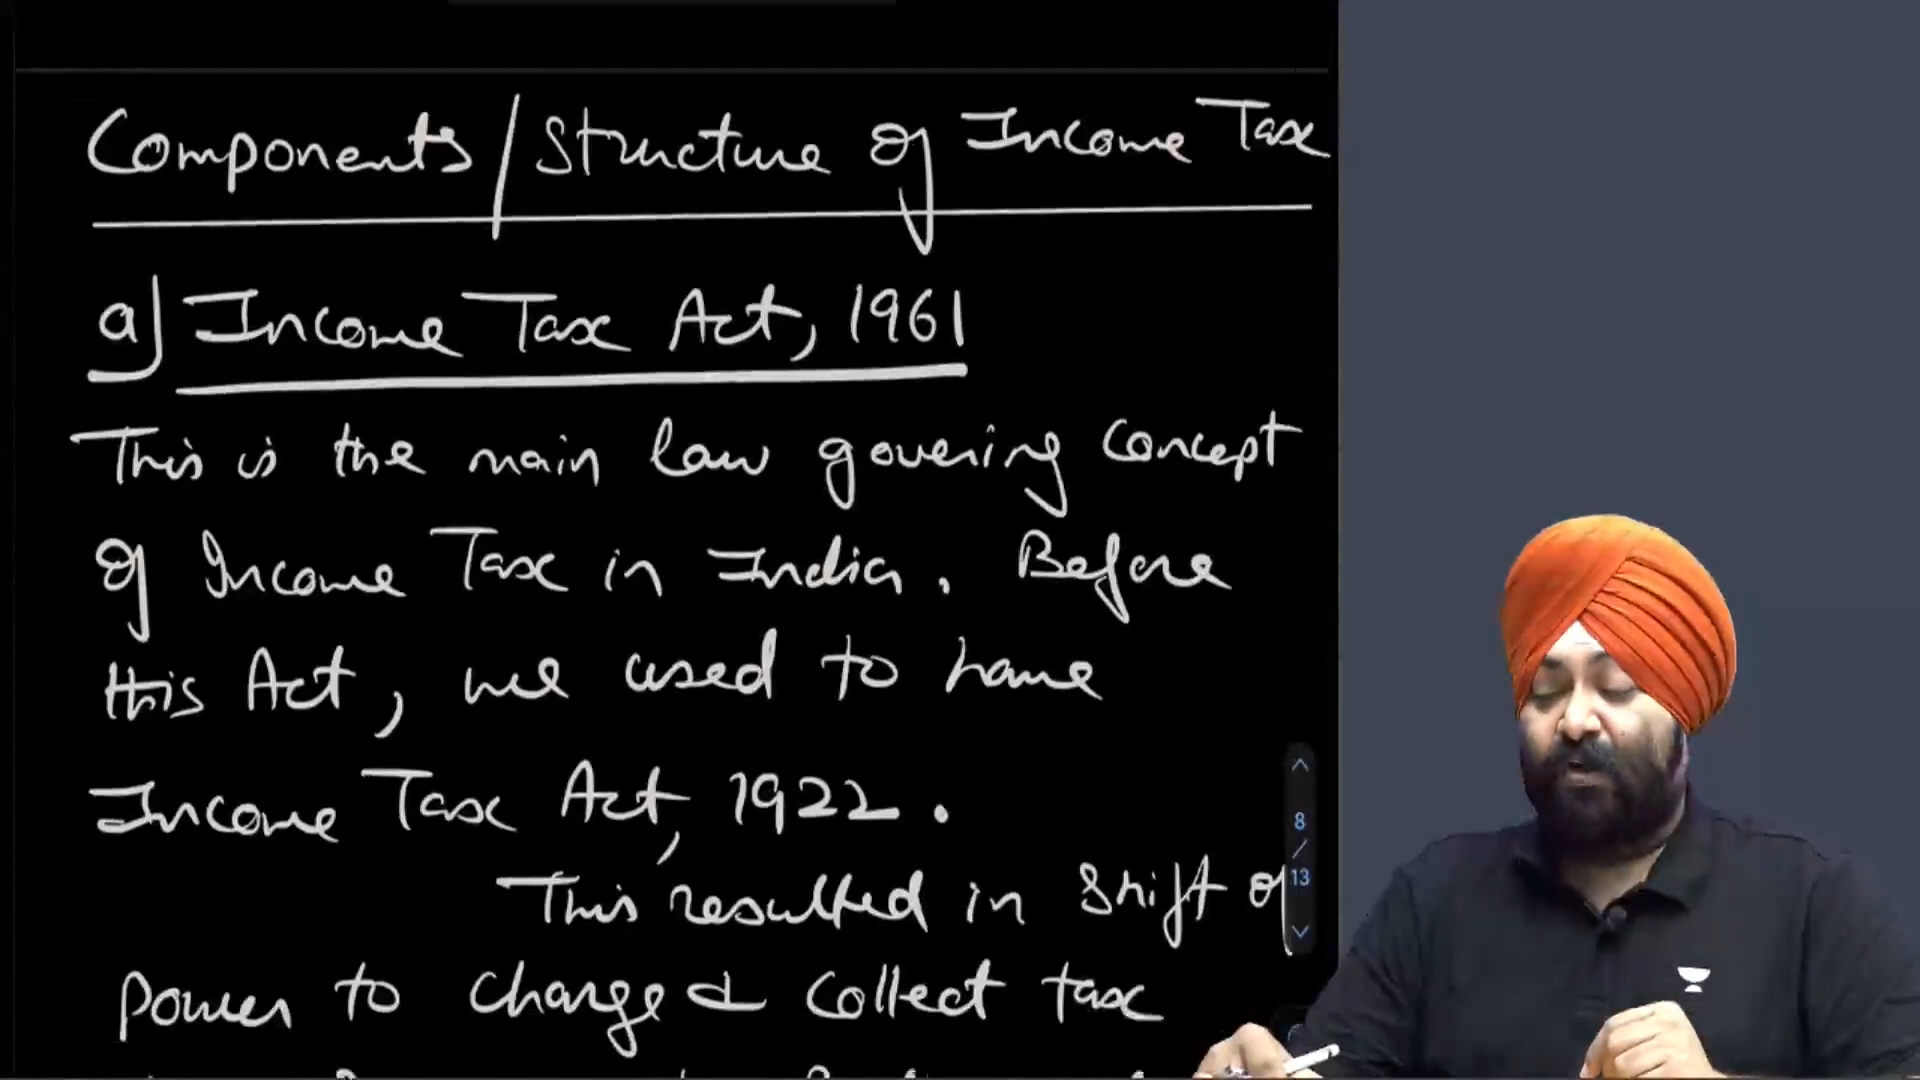 Components/Structure of Income Tax
a) Income Tax Act, 1961
This is the main law governing concept
of Income Tax in India. Before
this Act, we used to have
Income Tax Act, 1922.
This resulted in shift of
power to charge & collect tax
8
/
13